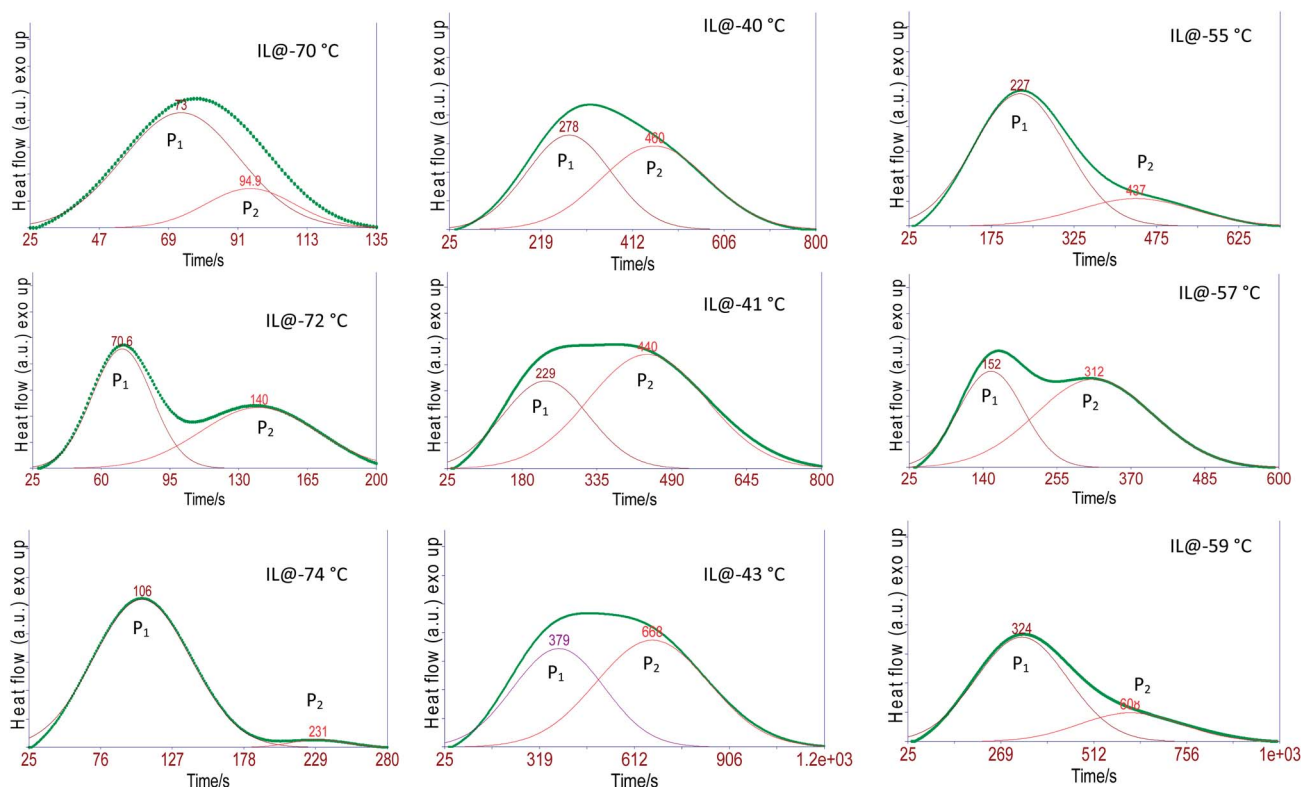 Heat flow (a.u.) exo up
IL@-70 °C
73
P1
94.9
P2
25 47 69 91 113 135
Time/s
Heat flow (a.u.) exo up
IL@-40 °C
278
P1
460
P2
25 219 412 606 800
Time/s
Heat flow (a.u.) exo up
IL@-55 °C
227
P1
P2
437
25 175 325 475 625
Time/s
Heat flow (a.u.) exo up
IL@-72 °C
70.6
P1
140
P2
25 60 95 130 165 200
Time/s
Heat flow (a.u.) exo up
IL@-41 °C
229
P1
440
P2
25 180 335 490 645 800
Time/s
Heat flow (a.u.) exo up
IL@-57 °C
152
P1
312
P2
25 140 255 370 485 600
Time/s
Heat flow (a.u.) exo up
IL@-74 °C
106
P1
P2
231
25 76 127 178 229 280
Time/s
Heat flow (a.u.) exo up
IL@-43 °C
379
P1
668
P2
25 319 612 906 1.2e+03
Time/s
Heat flow (a.u.) exo up
IL@-59 °C
324
P1
P2
608
25 269 512 756 1e+03
Time/s